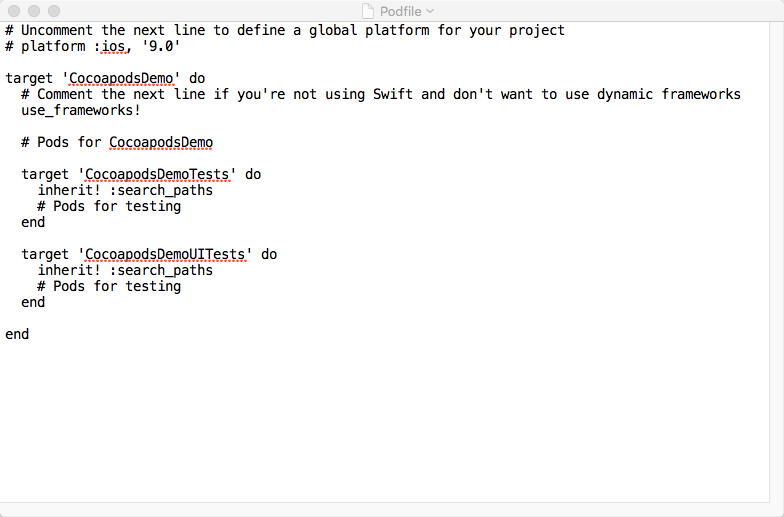 Podfile
# Uncomment the next line to define a global platform for your project
# platform :ios, '9.0'
target 'CocoapodsDemo' do
# Comment the next line if you're not using Swift and don't want to use dynamic frameworks
use_frameworks!
# Pods for CocoapodsDemo
target 'CocoapodsDemoTests' do
inherit! :search_paths
# Pods for testing
end
target 'CocoapodsDemoUITests' do
inherit! :search_paths
# Pods for testing
end
end